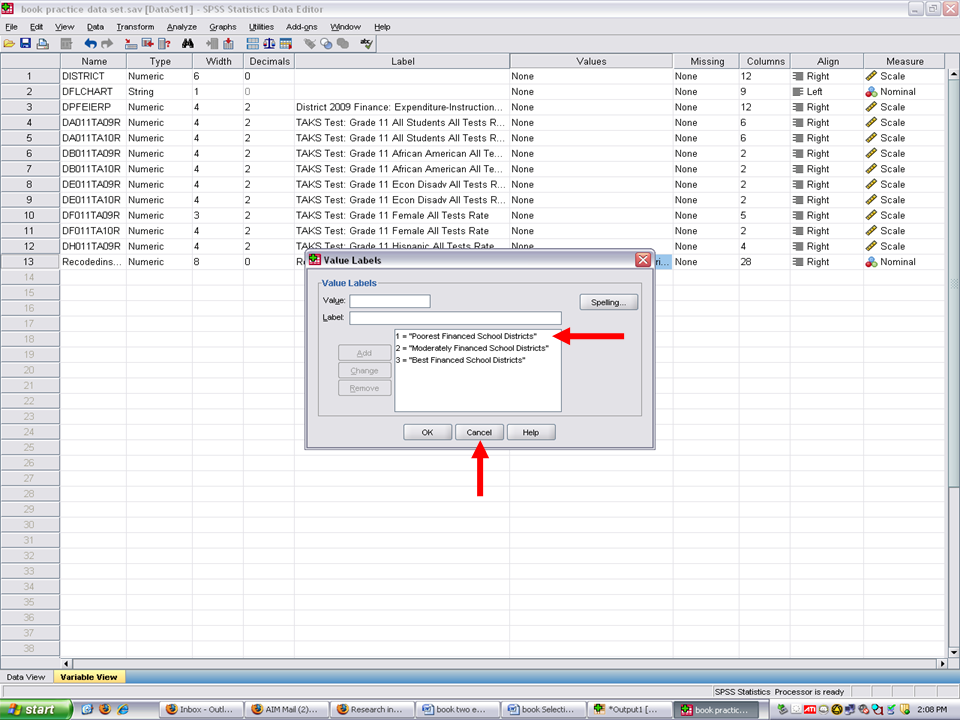 book practice data set.sav [DataSet1] - SPSS Statistics Data Editor
File Edit View Data Transform Analyze Graphs Utilities Add-ons Window Help
Name Type Width Decimals Label Values Missing Columns Align Measure
1 DISTRICT Numeric 6 0 None None 12 Right Scale
2 DFLCHART String 1 0 None None 9 Left Nominal
3 DPFEIERP Numeric 4 2 District 2009 Finance: Expenditure-Instruction... None None 12 Right Scale
4 DA011TA09R Numeric 4 2 TAKS Test: Grade 11 All Students All Tests R... None None 6 Right Scale
5 DA011TA10R Numeric 4 2 TAKS Test: Grade 11 All Students All Tests R... None None 6 Right Scale
6 DB011TA09R Numeric 4 2 TAKS Test: Grade 11 African American All Te... None None 2 Right Scale
7 DB011TA10R Numeric 4 2 TAKS Test: Grade 11 African American All Te... None None 2 Right Scale
8 DE011TA09R Numeric 4 2 TAKS Test: Grade 11 Econ Disadv All Tests R... None None 2 Right Scale
9 DE011TA10R Numeric 4 2 TAKS Test: Grade 11 Econ Disadv All Tests R... None None 2 Right Scale
10 DF011TA09R Numeric 3 2 TAKS Test: Grade 11 Female All Tests Rate None None 5 Right Scale
11 DF011TA10R Numeric 4 2 TAKS Test: Grade 11 Female All Tests Rate None None 2 Right Scale
12 DH011TA09R Numeric 4 2 TAKS Test: Grade 11 Hispanic All Tests Rate None None 4 Right Scale
13 Recodedins... Numeric 8 0 None 28 Right Nominal
Value Labels
Value Labels
Value:
Spelling...
Label:
1 = "Poorest Financed School Districts"
2 = "Moderately Financed School Districts"
3 = "Best Financed School Districts"
Add
Change
Remove
OK Cancel Help
14
15
16
17
18
19
20
21
22
23
24
25
26
27
28
29
30
31
32
33
34
35
36
37
38
Data View Variable View
SPSS Statistics Processor is ready
start Inbox - Outl... AIM Mail (2)... Research in... book two e... book Selecti... *Output1 [... book practic... ATI 2:08 PM